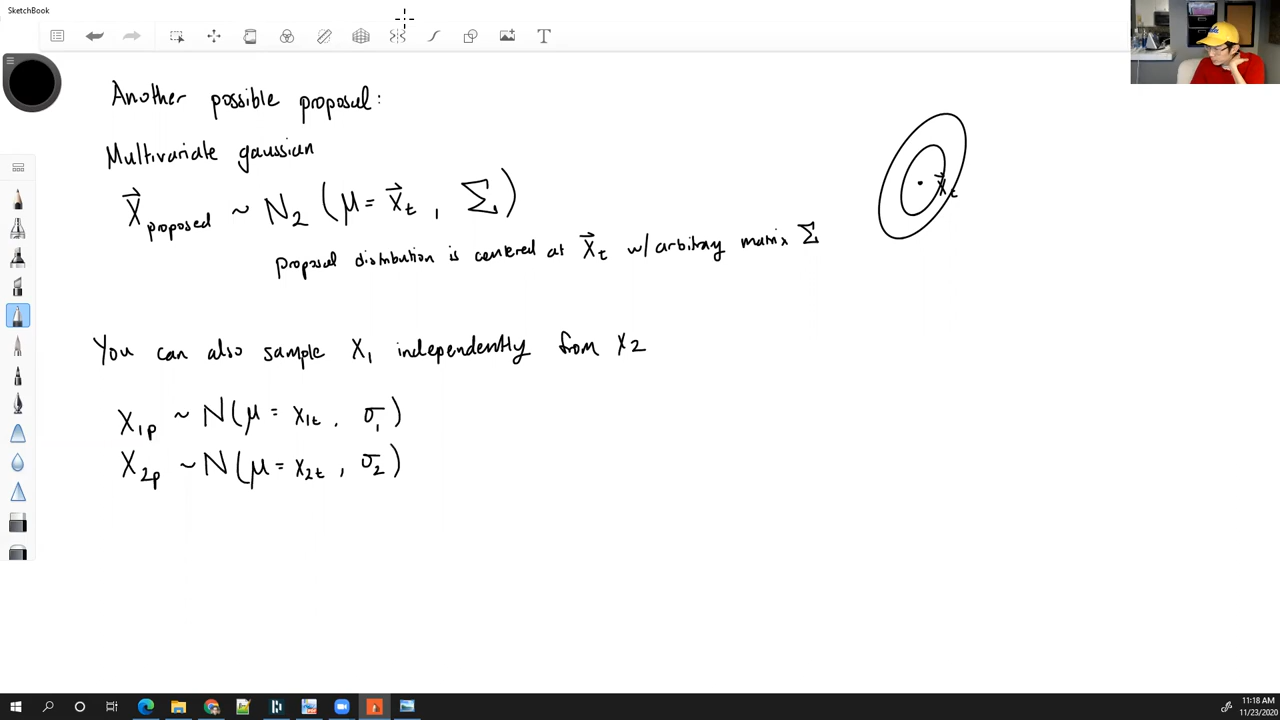 SketchBook
Another possible proposal:
Multivariate gaussian
X⃗ proposed ~ N₂ (μ = X⃗ₜ , Σ)
proposal distribution is centered at X⃗ₜ w/ arbitrary matrix Σ
X⃗ₜ
You can also sample X₁ independently from X2
X₁ₚ ~ N(μ = x₁ₜ , σ₁)
X₂ₚ ~ N(μ = x₂ₜ , σ₂)
11:18 AM
11/23/2020